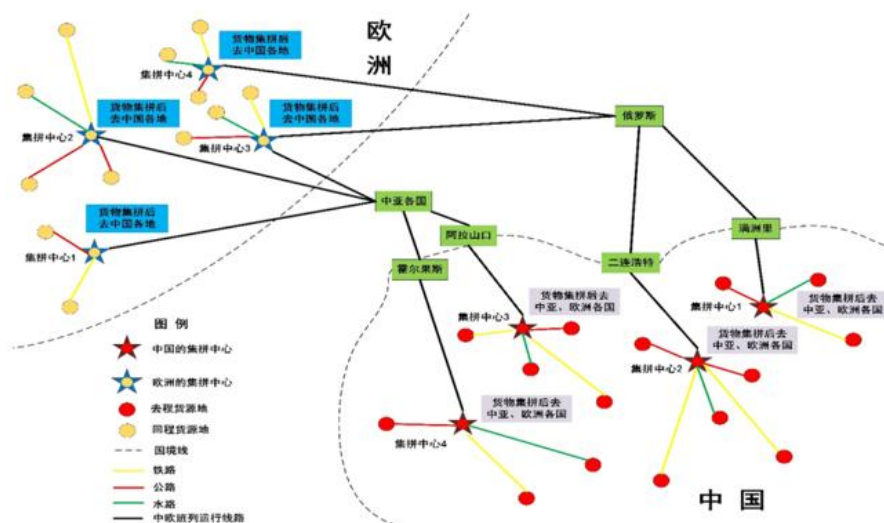 欧
洲
货物集拼后
去中国各地
集拼中心4
货物集拼后
去中国各地
集拼中心2
货物集拼后
去中国各地
集拼中心3
俄罗斯
中亚各国
货物集拼后
去中国各地
集拼中心1
阿拉山口
满洲里
二连浩特
霍尔果斯
集拼中心1
货物集拼后去
中亚、欧洲各国
货物集拼后去
中亚、欧洲各国
集拼中心3
货物集拼后去
中亚、欧洲各国
集拼中心2
货物集拼后去
中亚、欧洲各国
集拼中心4
图 例
中国的集拼中心
欧洲的集拼中心
去程货源地
回程货源地
国境线
铁路
公路
水路
中欧班列运行线路
中 国